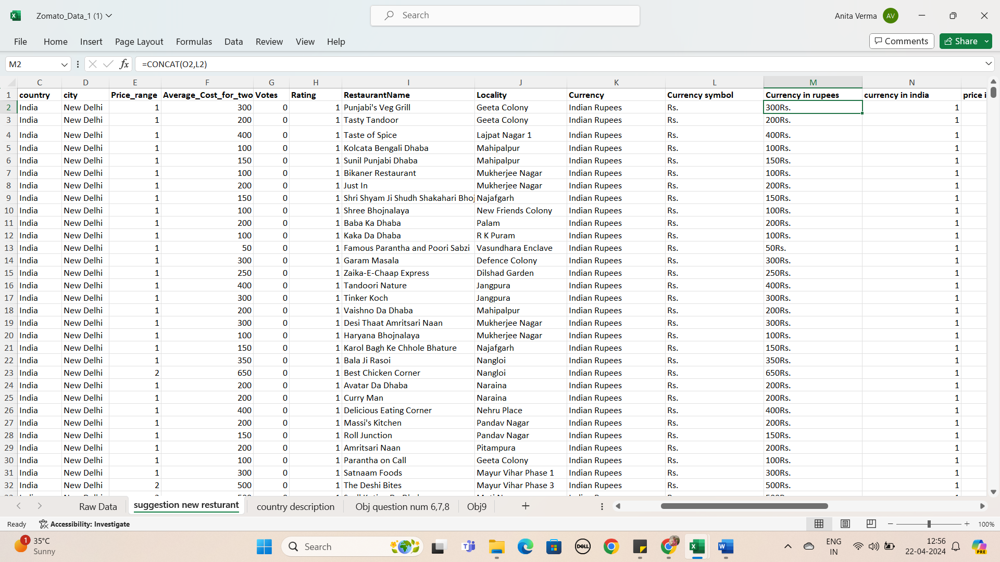 Zomato_Data_1 (1)
Search
Anita Verma AV
File Home Insert Page Layout Formulas Data Review View Help
Comments Share
M2 fx =CONCAT(O2,L2)
C D E F G H I J K L M N
1 country city Price_range Average_Cost_for_two Votes Rating RestaurantName Locality Currency Currency symbol Currency in rupees currency in india price i
2 India New Delhi 1 300 0 1 Punjabi's Veg Grill Geeta Colony Indian Rupees Rs. 300Rs. 1
3 India New Delhi 1 200 0 1 Tasty Tandoor Geeta Colony Indian Rupees Rs. 200Rs. 1
4 India New Delhi 1 400 0 1 Taste of Spice Lajpat Nagar 1 Indian Rupees Rs. 400Rs. 1
5 India New Delhi 1 100 0 1 Kolcata Bengali Dhaba Mahipalpur Indian Rupees Rs. 100Rs. 1
6 India New Delhi 1 150 0 1 Sunil Punjabi Dhaba Mahipalpur Indian Rupees Rs. 150Rs. 1
7 India New Delhi 1 100 0 1 Bikaner Restaurant Mukherjee Nagar Indian Rupees Rs. 100Rs. 1
8 India New Delhi 1 200 0 1 Just In Mukherjee Nagar Indian Rupees Rs. 200Rs. 1
9 India New Delhi 1 150 0 1 Shri Shyam Ji Shudh Shakahari Bhoj Najafgarh Indian Rupees Rs. 150Rs. 1
10 India New Delhi 1 100 0 1 Shree Bhojnalaya New Friends Colony Indian Rupees Rs. 100Rs. 1
11 India New Delhi 1 200 0 1 Baba Ka Dhaba Palam Indian Rupees Rs. 200Rs. 1
12 India New Delhi 1 100 0 1 Kaka Da Dhaba R K Puram Indian Rupees Rs. 100Rs. 1
13 India New Delhi 1 50 0 1 Famous Parantha and Poori Sabzi Vasundhara Enclave Indian Rupees Rs. 50Rs. 1
14 India New Delhi 1 300 0 1 Garam Masala Defence Colony Indian Rupees Rs. 300Rs. 1
15 India New Delhi 1 250 0 1 Zaika-E-Chaap Express Dilshad Garden Indian Rupees Rs. 250Rs. 1
16 India New Delhi 1 400 0 1 Tandoori Nature Jangpura Indian Rupees Rs. 400Rs. 1
17 India New Delhi 1 300 0 1 Tinker Koch Jangpura Indian Rupees Rs. 300Rs. 1
18 India New Delhi 1 200 0 1 Vaishno Da Dhaba Mahipalpur Indian Rupees Rs. 200Rs. 1
19 India New Delhi 1 300 0 1 Desi Thaat Amritsari Naan Mukherjee Nagar Indian Rupees Rs. 300Rs. 1
20 India New Delhi 1 100 0 1 Haryana Bhojnalaya Mukherjee Nagar Indian Rupees Rs. 100Rs. 1
21 India New Delhi 1 150 0 1 Karol Bagh Ke Chhole Bhature Najafgarh Indian Rupees Rs. 150Rs. 1
22 India New Delhi 1 350 0 1 Bala Ji Rasoi Nangloi Indian Rupees Rs. 350Rs. 1
23 India New Delhi 2 650 0 1 Best Chicken Corner Nangloi Indian Rupees Rs. 650Rs. 1
24 India New Delhi 1 200 0 1 Avatar Da Dhaba Naraina Indian Rupees Rs. 200Rs. 1
25 India New Delhi 1 200 0 1 Curry Man Naraina Indian Rupees Rs. 200Rs. 1
26 India New Delhi 1 400 0 1 Delicious Eating Corner Nehru Place Indian Rupees Rs. 400Rs. 1
27 India New Delhi 1 200 0 1 Massi's Kitchen Pandav Nagar Indian Rupees Rs. 200Rs. 1
28 India New Delhi 1 150 0 1 Roll Junction Pandav Nagar Indian Rupees Rs. 150Rs. 1
29 India New Delhi 1 200 0 1 Amritsari Naan Pitampura Indian Rupees Rs. 200Rs. 1
30 India New Delhi 1 100 0 1 Parantha on Call Geeta Colony Indian Rupees Rs. 100Rs. 1
31 India New Delhi 1 300 0 1 Satnaam Foods Mayur Vihar Phase 1 Indian Rupees Rs. 300Rs. 1
32 India New Delhi 2 500 0 1 The Deshi Bites Mayur Vihar Phase 3 Indian Rupees Rs. 500Rs. 1
Raw Data suggestion new resturant country description Obj question num 6,7,8 Obj9
Ready Accessibility: Investigate 100%
1 35°C
Sunny
Search
DELL
ENG
IN
12:56
22-04-2024
PRE